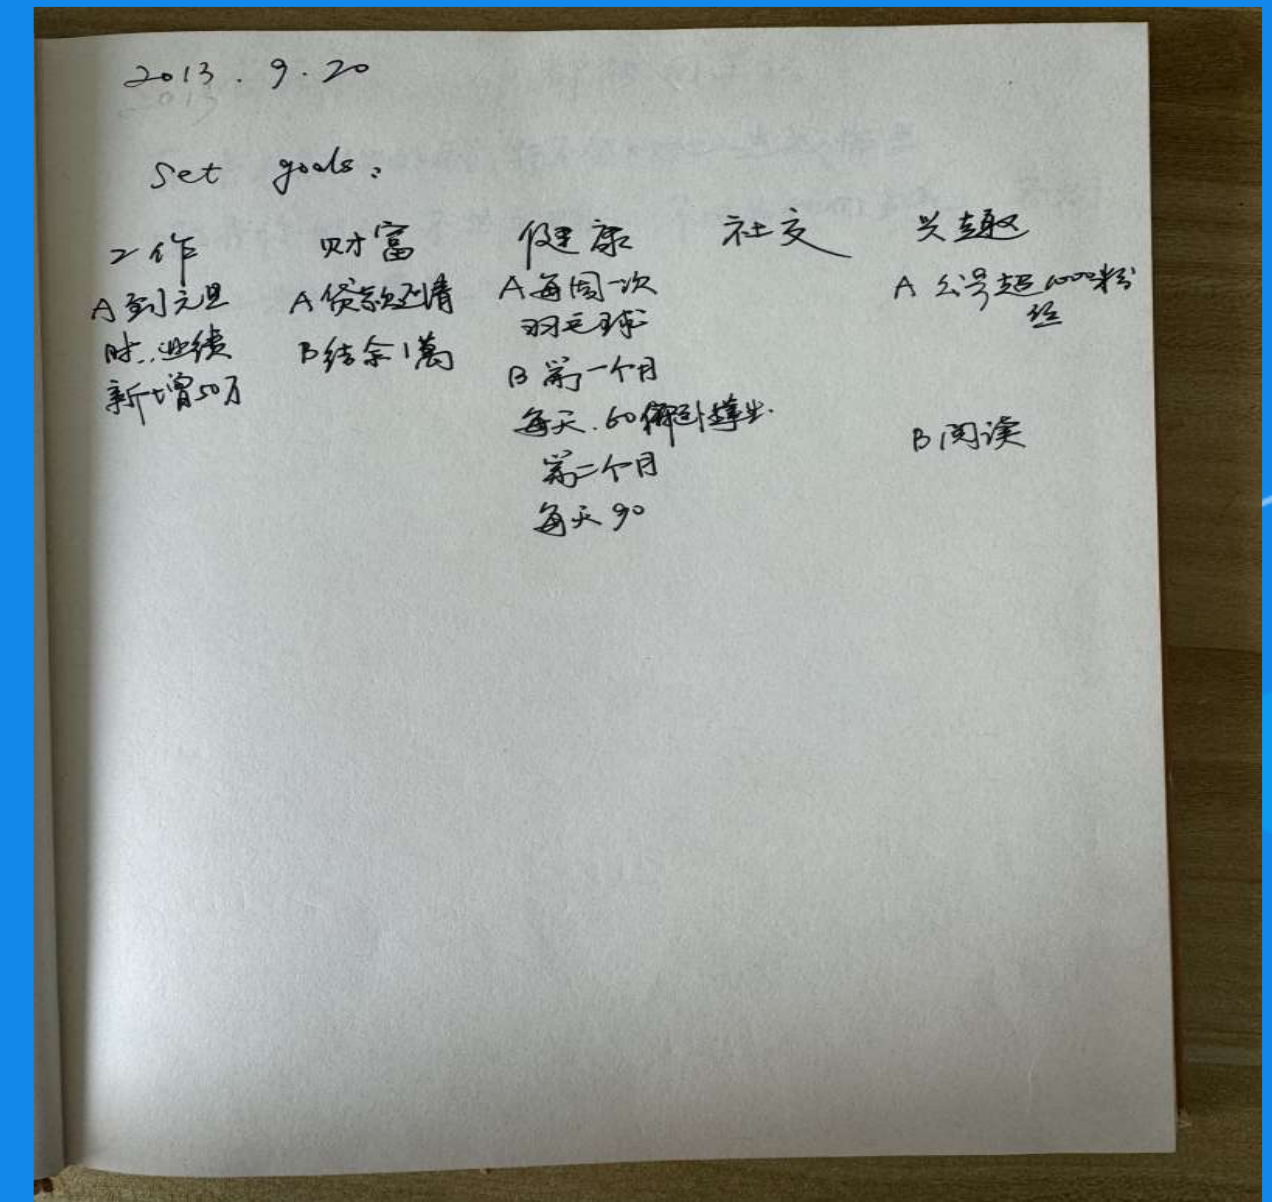 2013.9.20
Set goals:
工作
A 到元旦
时,业绩
新增50万
财富
A 贷款还清
B 结余1萬
健康
A 每周一次
羽毛球
B 第一个月
每天.60俯卧撑
第二个月
每天90
社交
兴趣
A 公号超1000粉
丝
B 阅读